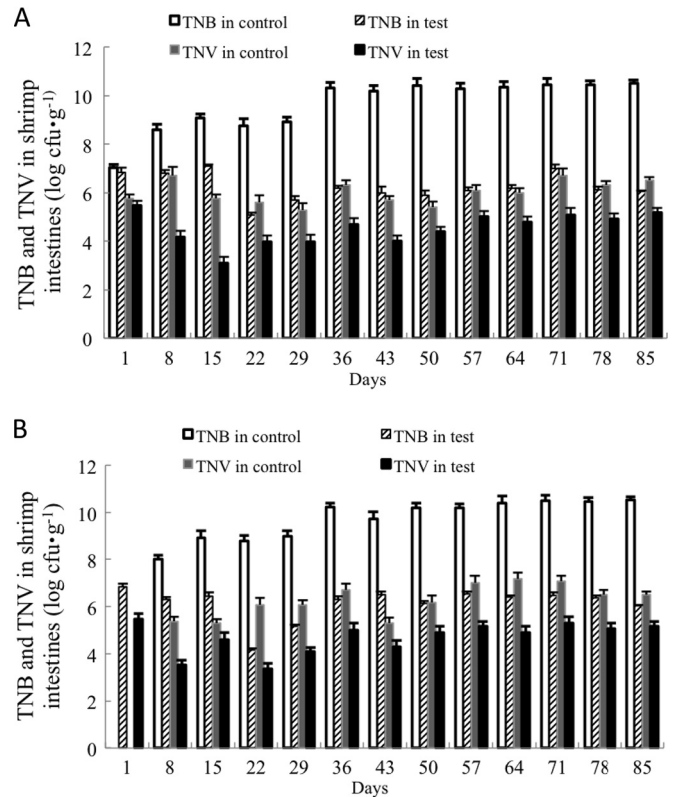 A
TNB in control TNB in test
TNV in control TNV in test
TNB and TNV in shrimp
intestines (log cfu•g-1)
12
10
8
6
4
2
0
1 8 15 22 29 36 43 50 57 64 71 78 85
Days
B
TNB in control TNB in test
TNV in control TNV in test
TNB and TNV in shrimp
intestines (log cfu•g-1)
12
10
8
6
4
2
0
1 8 15 22 29 36 43 50 57 64 71 78 85
Days